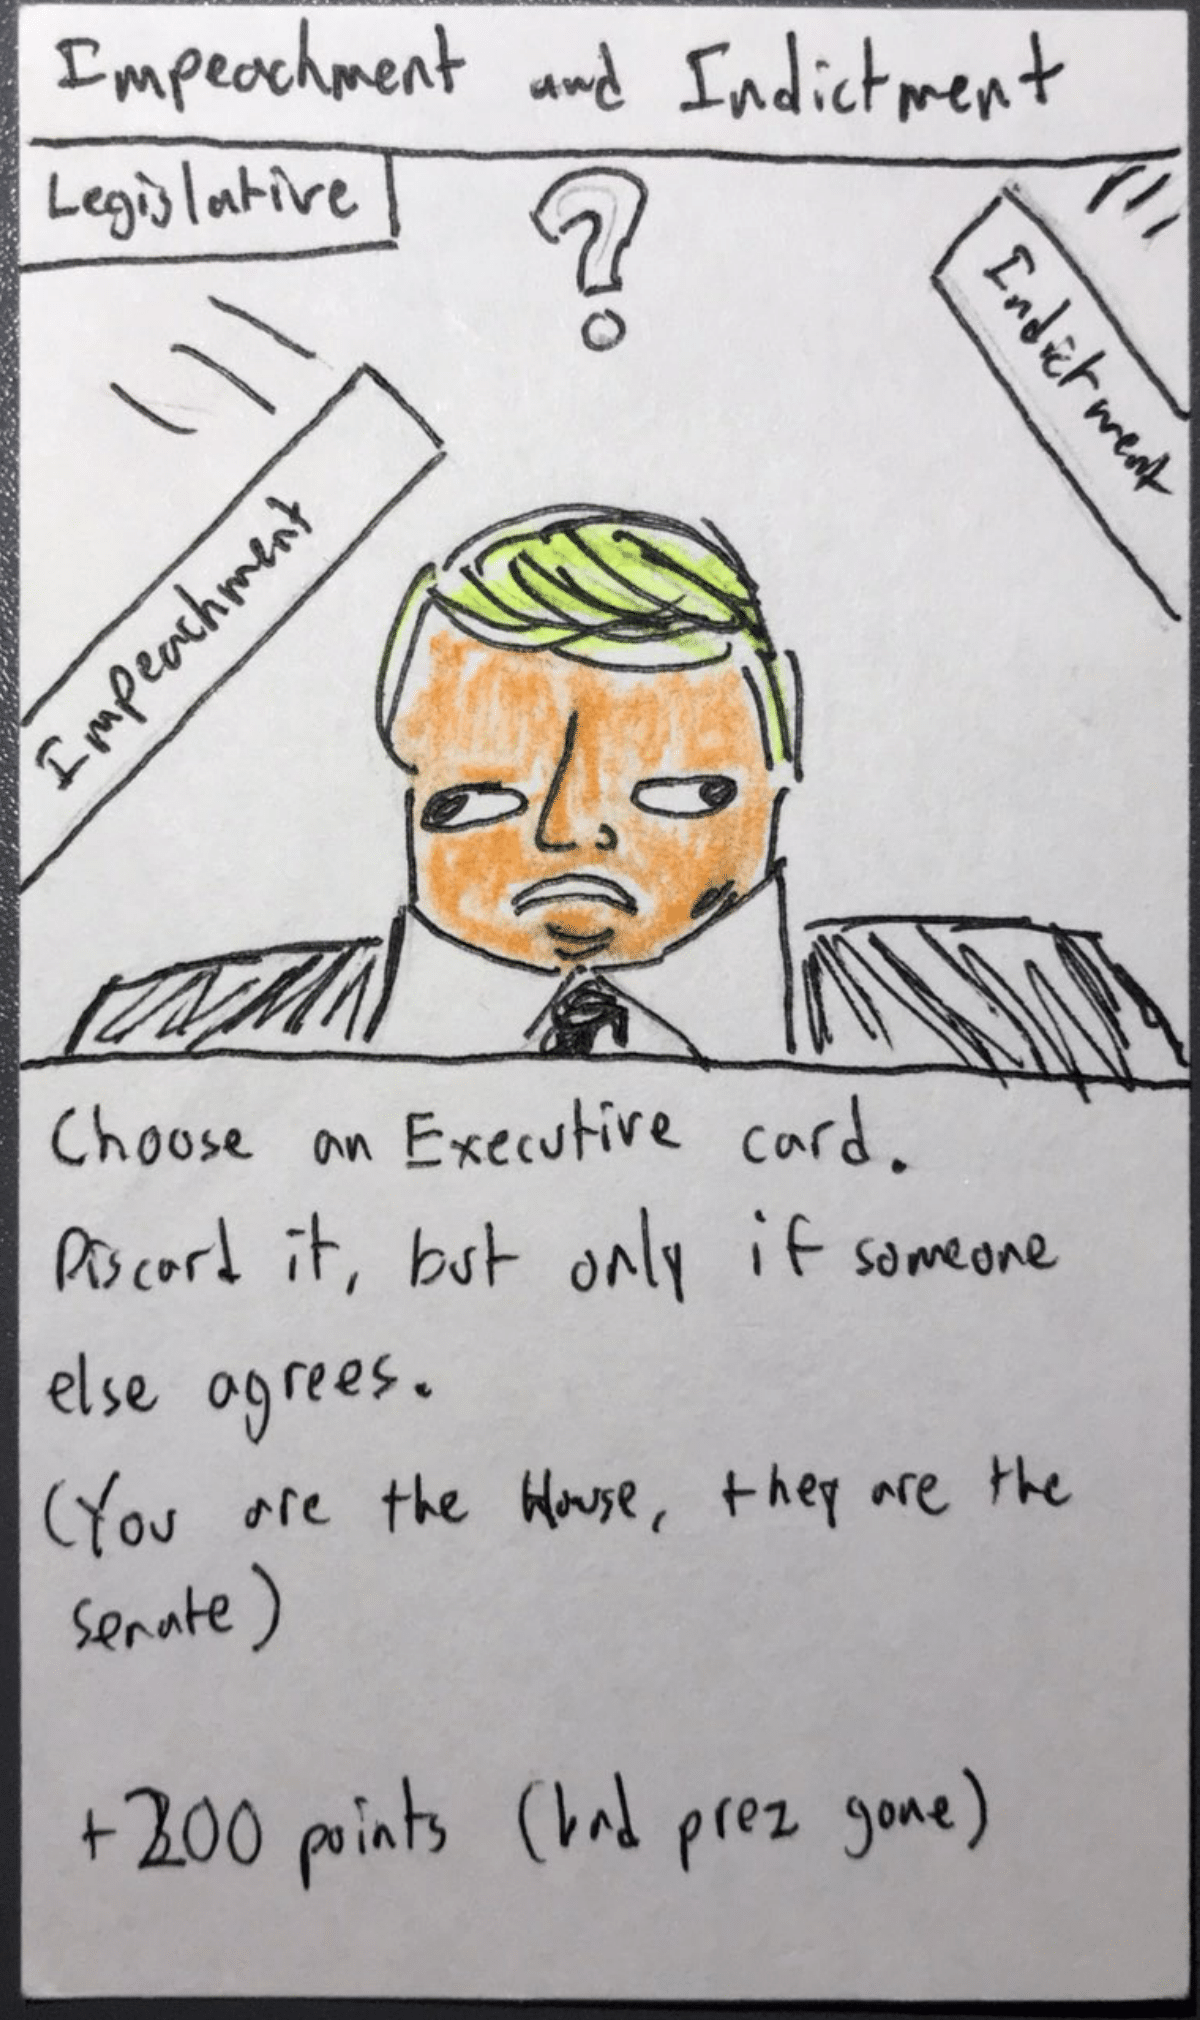 Impeachment and Indictment
Legislative
?
Indictment
Impeachment
Choose an Executive card.
Discard it, but only if someone
else agrees.
(You are the House, they are the
senate)
+200 points (bad prez gone)